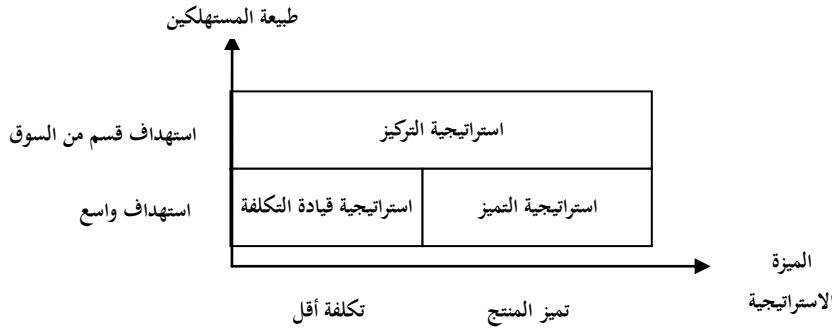 طبيعة المستهلكين
استهداف قسم من السوق
استراتيجية التركيز
استهداف واسع
استراتيجية قيادة التكلفة
استراتيجية التميز
الميزة
الاستراتيجية
تكلفة أقل
تميز المنتج